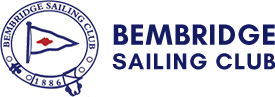 BEMBRIDGE SAILING CLUB
1886
BEMBRIDGE
SAILING CLUB